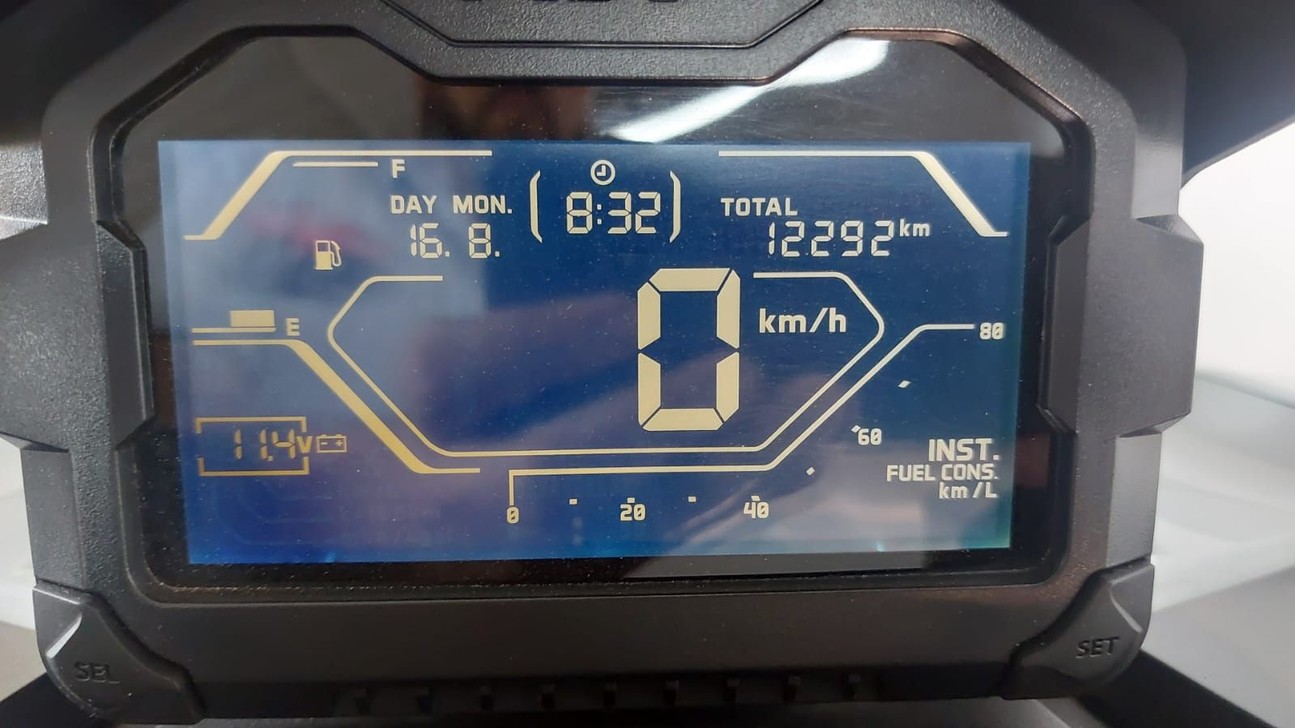 F
DAY MON.
16. 8.
8:32
TOTAL
12292 km
E
0 km/h
80
60
11.4V
INST.
FUEL CONS.
km/L
0 20 40
SEL
SET